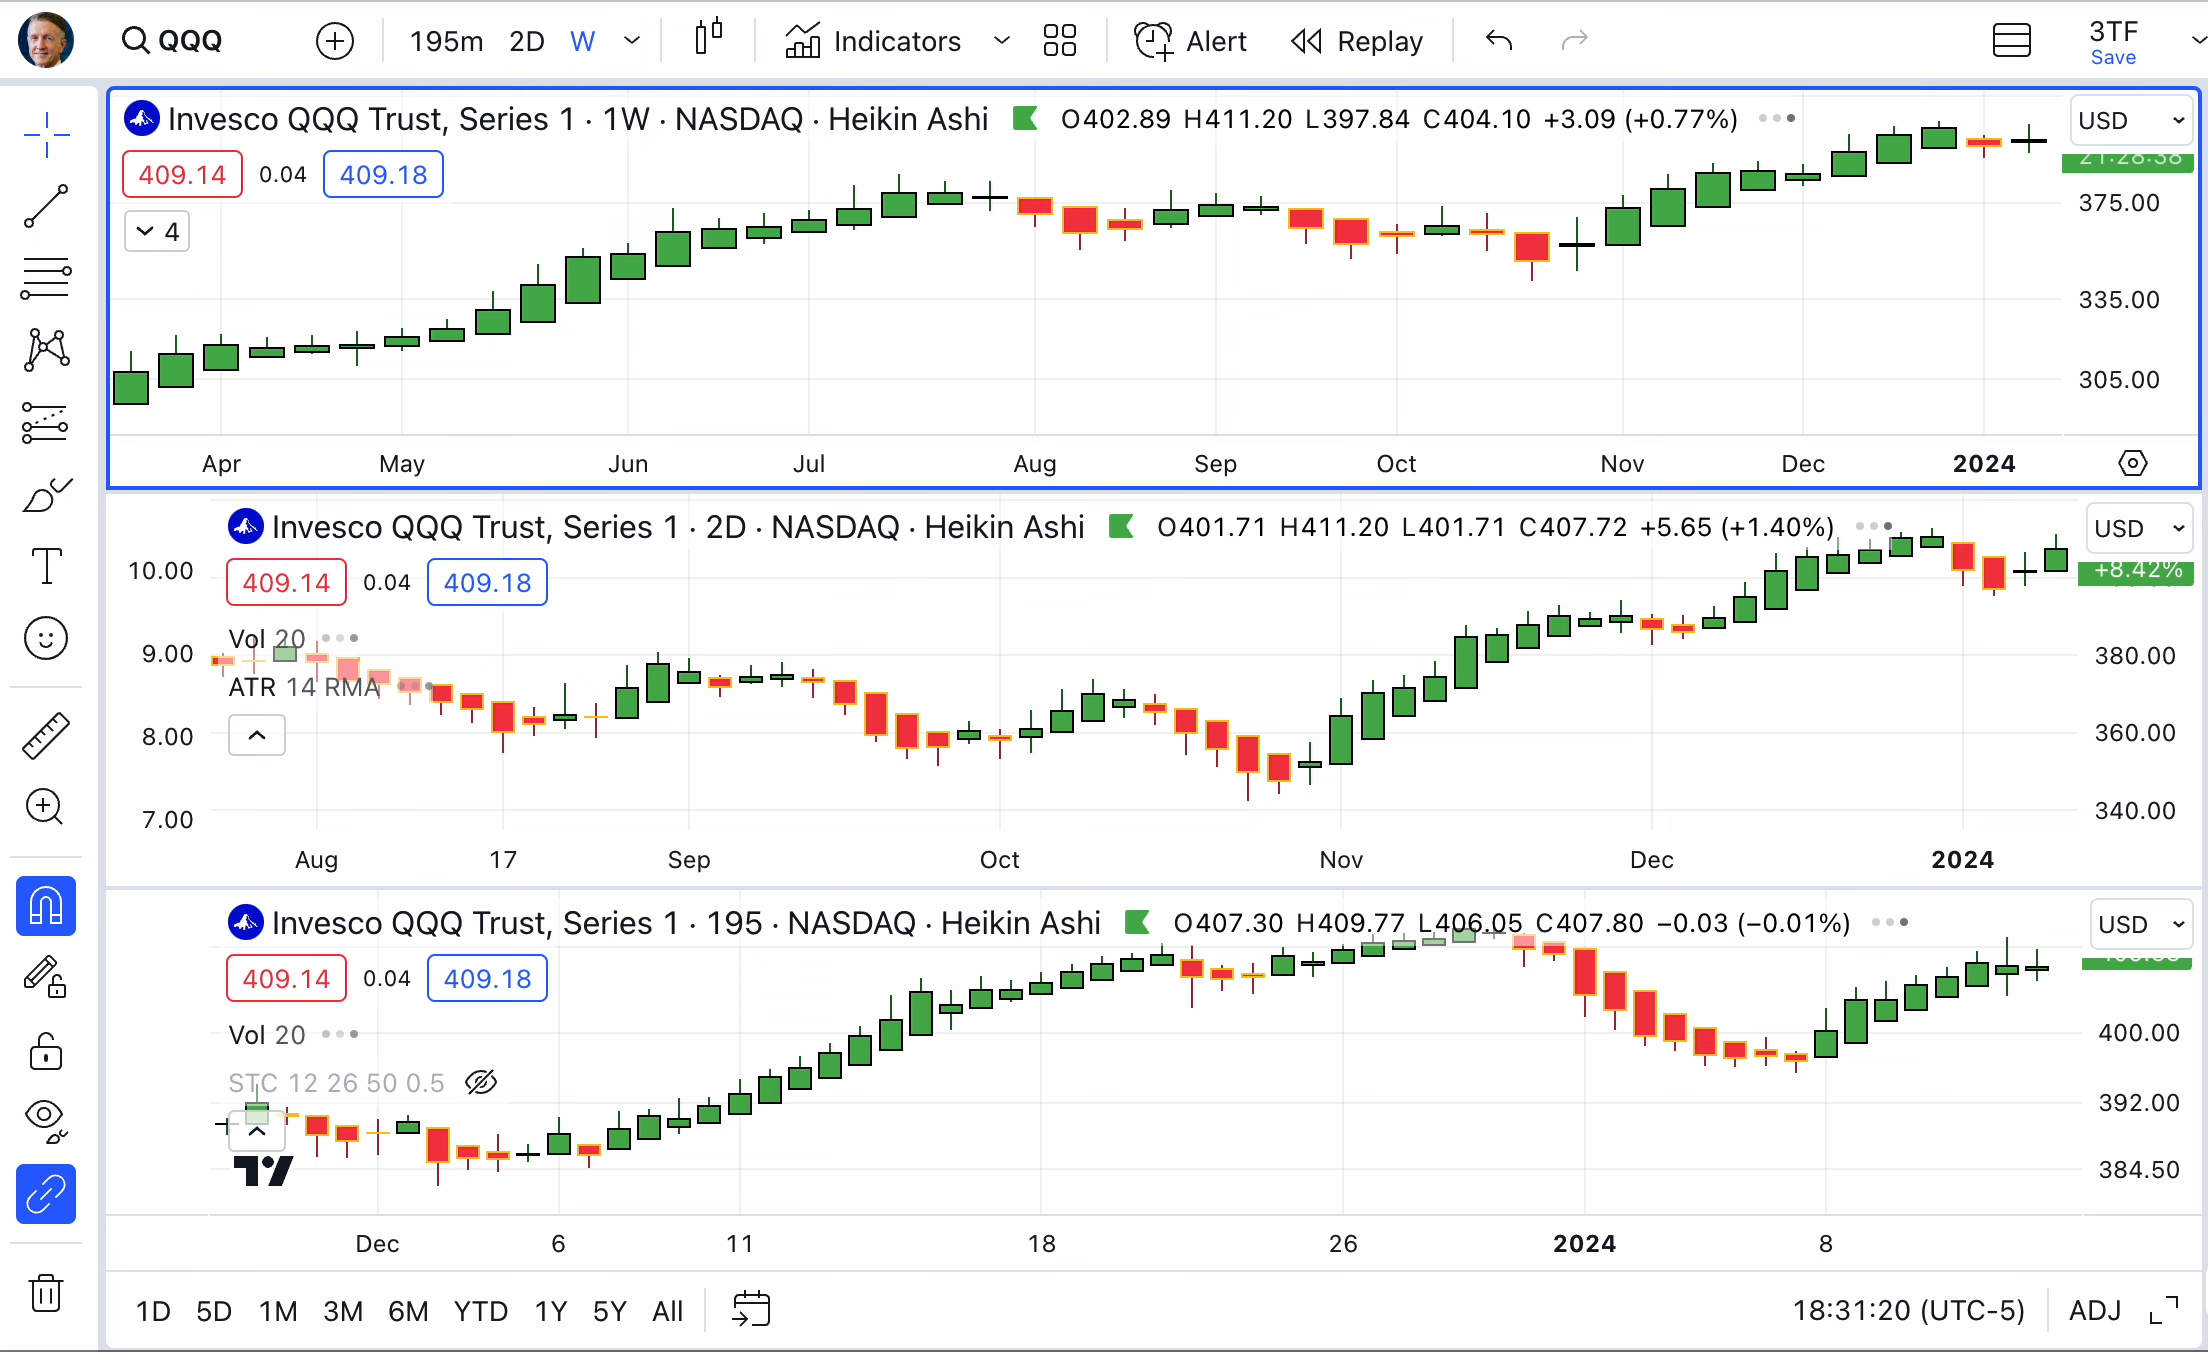 QQQ 195m 2D W Indicators Alert Replay 3TF
Save
Invesco QQQ Trust, Series 1 · 1W · NASDAQ · Heikin Ashi O402.89 H411.20 L397.84 C404.10 +3.09 (+0.77%) USD
21:28:38
409.14 0.04 409.18
375.00
4
335.00
305.00
Apr May Jun Jul Aug Sep Oct Nov Dec 2024
Invesco QQQ Trust, Series 1 · 2D · NASDAQ · Heikin Ashi O401.71 H411.20 L401.71 C407.72 +5.65 (+1.40%) USD
10.00 409.14 0.04 409.18 +8.42%
Vol 20
9.00 380.00
ATR 14 RMA
8.00 360.00
7.00 340.00
Aug 17 Sep Oct Nov Dec 2024
Invesco QQQ Trust, Series 1 · 195 · NASDAQ · Heikin Ashi O407.30 H409.77 L406.05 C407.80 −0.03 (−0.01%) USD
409.14 0.04 409.18
Vol 20 400.00
STC 12 26 50 0.5
392.00
384.50
Dec 6 11 18 26 2024 8
1D 5D 1M 3M 6M YTD 1Y 5Y All 18:31:20 (UTC-5) ADJ